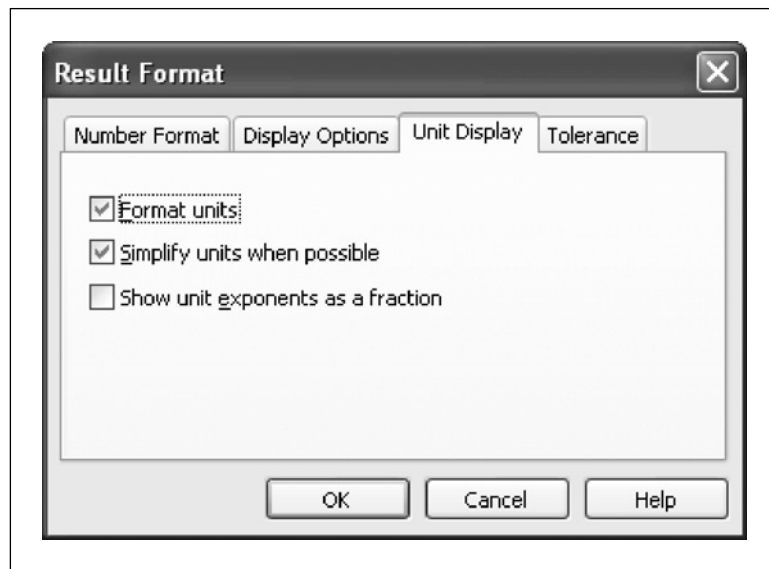 Result Format
Number Format Display Options Unit Display Tolerance
Format units
Simplify units when possible
Show unit exponents as a fraction
OK Cancel Help